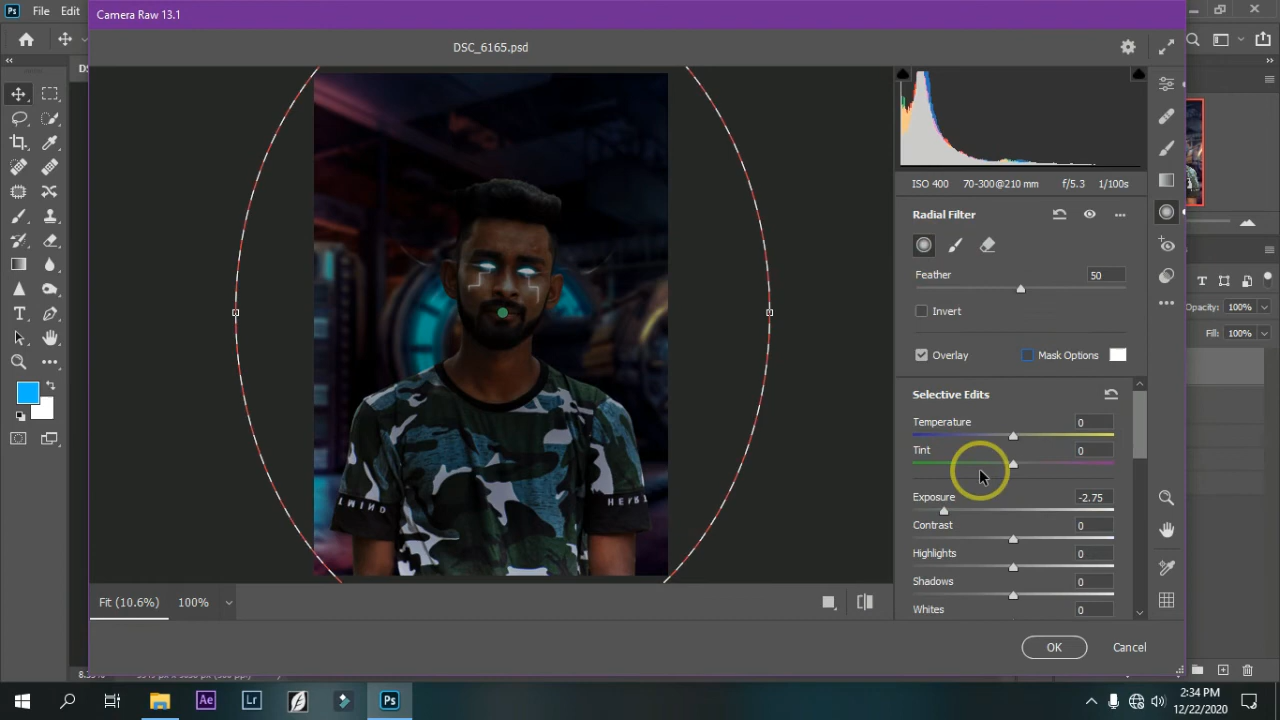 Ps File Edit
Camera Raw 13.1
DSC_6165.psd
ISO 400 70-300@210 mm f/5.3 1/100s
Radial Filter
Feather 50
Invert
Overlay Mask Options
Selective Edits
Temperature 0
Tint 0
Exposure -2.75
Contrast 0
Highlights 0
Shadows 0
Whites 0
Opacity: 100%
Fill: 100%
Fit (10.6%) 100%
OK Cancel
Ae Lr Ps
2:34 PM
12/22/2020